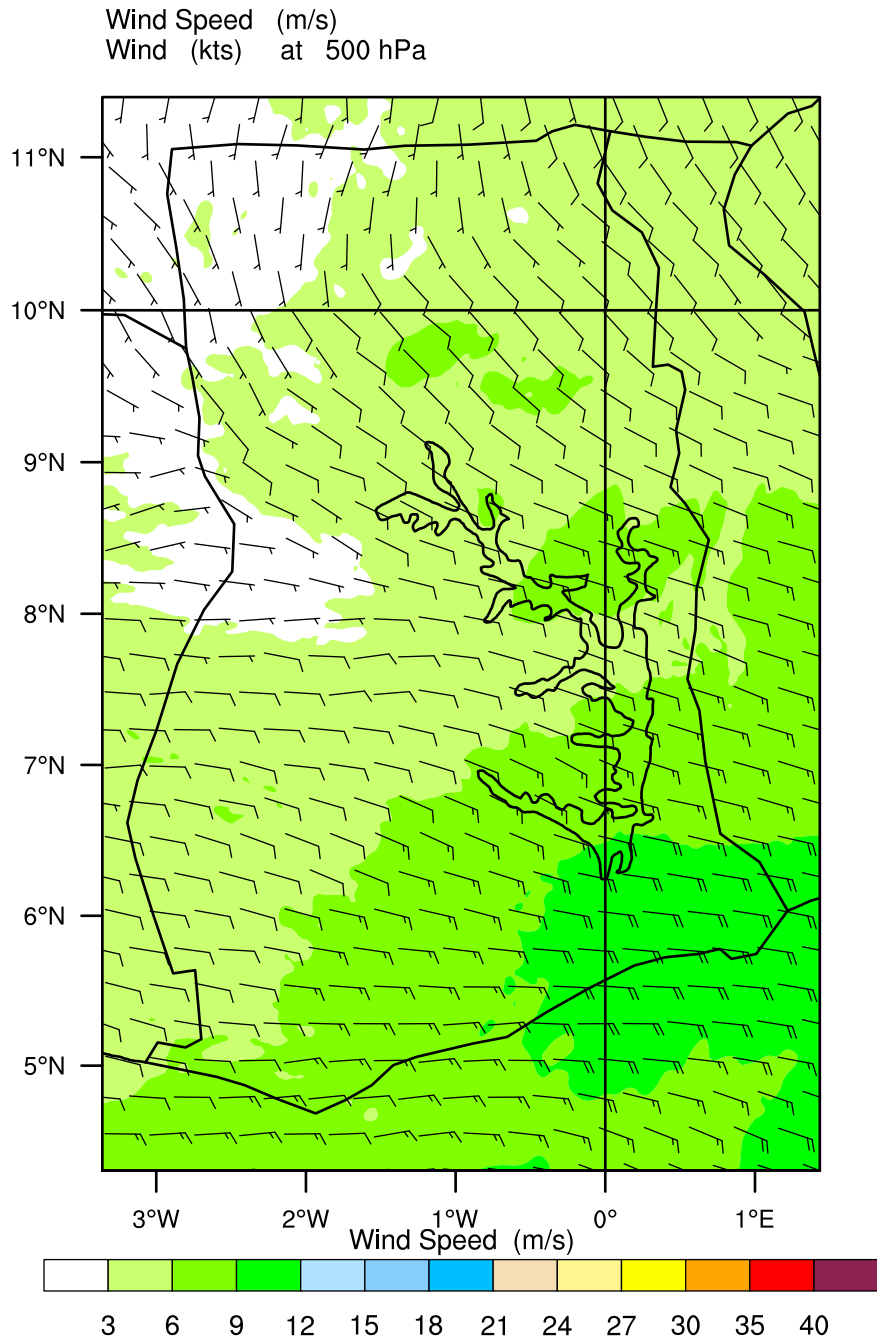 Wind Speed (m/s)
Wind (kts) at 500 hPa
11°N
10°N
9°N
8°N
7°N
6°N
5°N
3°W 2°W 1°W 0° 1°E
Wind Speed (m/s)
3 6 9 12 15 18 21 24 27 30 35 40